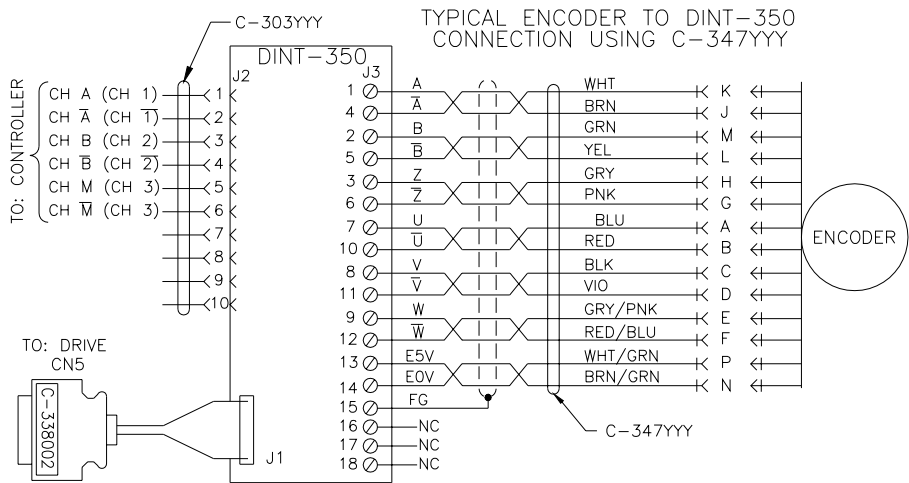 TYPICAL ENCODER TO DINT-350
CONNECTION USING C-347YYY
C-303YYY
DINT-350
J2
J3
TO: CONTROLLER
CH A (CH 1) 1
CH A̅ (CH 1̅) 2
CH B (CH 2) 3
CH B̅ (CH 2̅) 4
CH M (CH 3) 5
CH M̅ (CH 3) 6
7
8
9
10
1 A WHT K
4 A̅ BRN J
2 B GRN M
5 B̅ YEL L
3 Z GRY H
6 Z̅ PNK G
7 U BLU A
10 U̅ RED B
8 V BLK C
11 V̅ VIO D
9 W GRY/PNK E
12 W̅ RED/BLU F
13 E5V WHT/GRN P
14 E0V BRN/GRN N
15 FG
16 NC
17 NC
18 NC
ENCODER
C-347YYY
TO: DRIVE
CN5
C-338002
J1